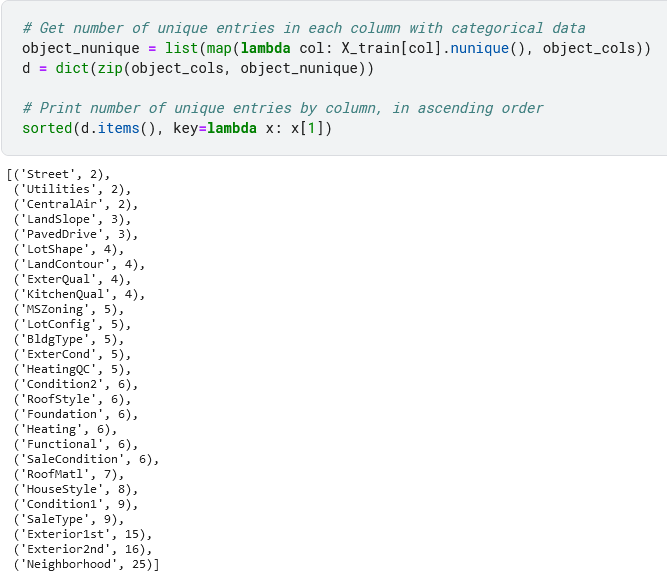 # Get number of unique entries in each column with categorical data
object_nunique = list(map(lambda col: X_train[col].nunique(), object_cols))
d = dict(zip(object_cols, object_nunique))
# Print number of unique entries by column, in ascending order
sorted(d.items(), key=lambda x: x[1])
[('Street', 2),
('Utilities', 2),
('CentralAir', 2),
('LandSlope', 3),
('PavedDrive', 3),
('LotShape', 4),
('LandContour', 4),
('ExterQual', 4),
('KitchenQual', 4),
('MSZoning', 5),
('LotConfig', 5),
('BldgType', 5),
('ExterCond', 5),
('HeatingQC', 5),
('Condition2', 6),
('RoofStyle', 6),
('Foundation', 6),
('Heating', 6),
('Functional', 6),
('SaleCondition', 6),
('RoofMatl', 7),
('HouseStyle', 8),
('Condition1', 9),
('SaleType', 9),
('Exterior1st', 15),
('Exterior2nd', 16),
('Neighborhood', 25)]